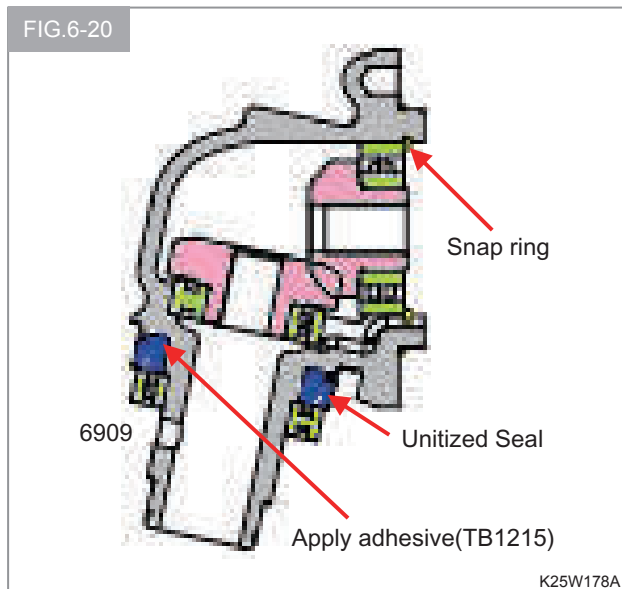 FIG.6-20
Snap ring
6909
Unitized Seal
Apply adhesive(TB1215)
K25W178A